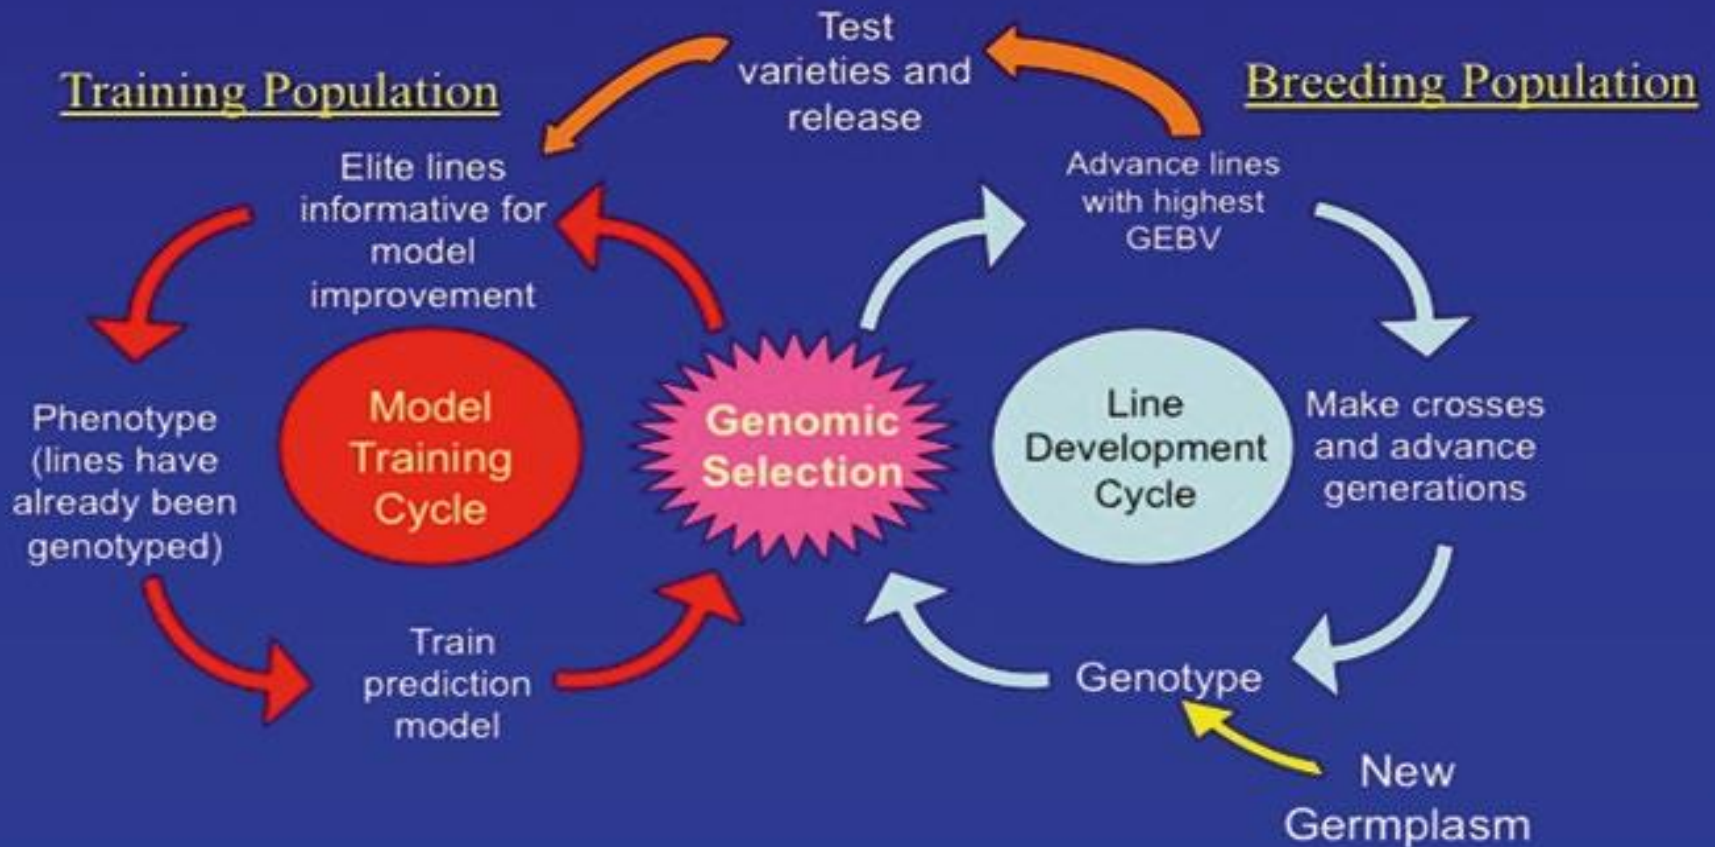 Test
varieties and
release
Training Population
Breeding Population
Elite lines
informative for
model
improvement
Advance lines
with highest
GEBV
Phenotype
(lines have
already been
genotyped)
Model
Training
Cycle
Genomic
Selection
Line
Development
Cycle
Make crosses
and advance
generations
Train
prediction
model
Genotype
New
Germplasm